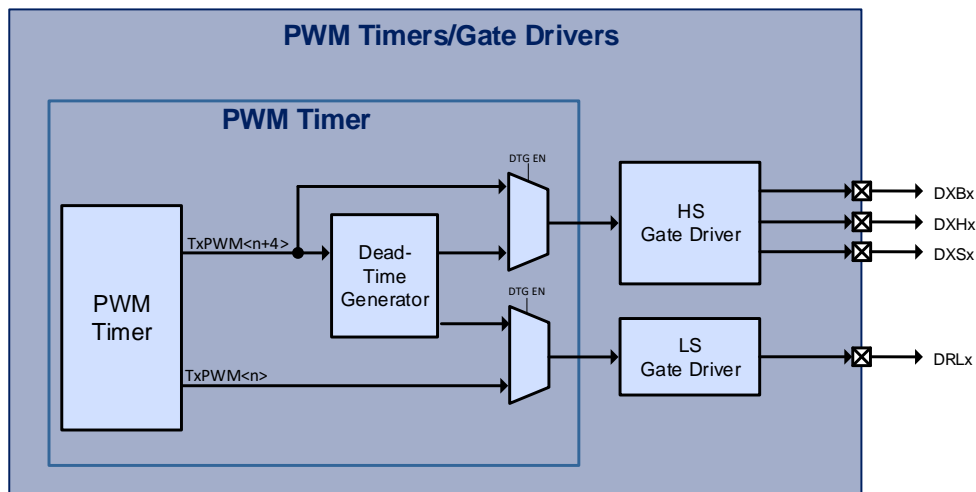 PWM Timers/Gate Drivers
PWM Timer
DTG EN
HS
Gate Driver
DXBx
DXHx
DXSx
TxPWM<n+4>
Dead-
Time
Generator
PWM
Timer
DTG EN
LS
Gate Driver
DRLx
TxPWM<n>